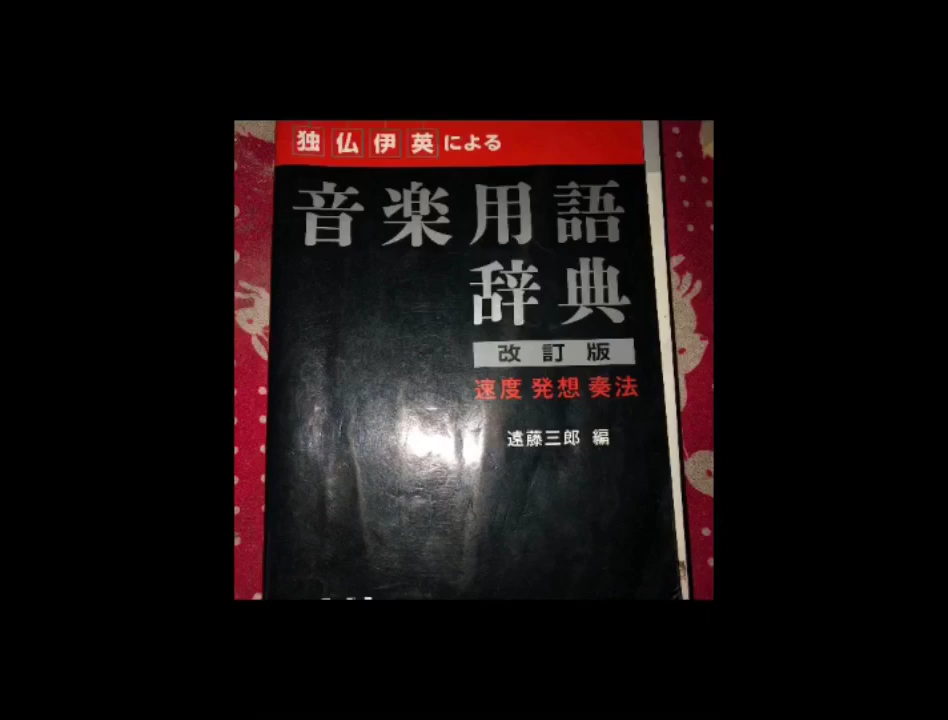 独仏伊英による
音楽用語
辞典
改訂版
速度 発想 奏法
遠藤三郎 編